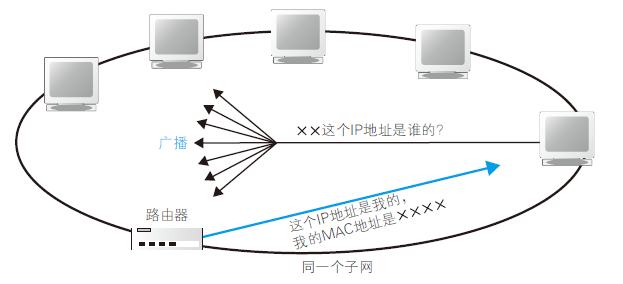 ××这个IP地址是谁的?
广播
这个IP地址是我的，
我的MAC地址是××××
路由器
同一个子网